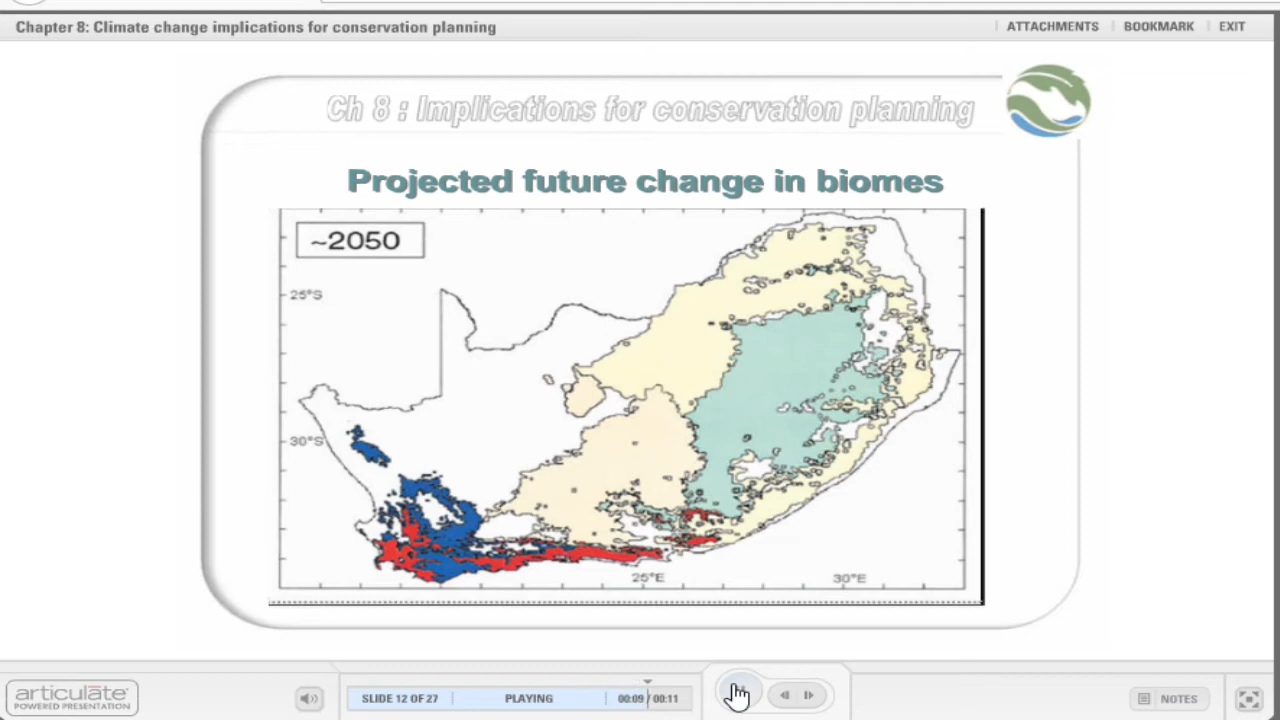 Chapter 8: Climate change implications for conservation planning
ATTACHMENTS
BOOKMARK
EXIT
Ch 8 : Implications for conservation planning
Projected future change in biomes
~2050
25°S
30°S
25°E
30°E
articulate
POWERED PRESENTATION
SLIDE 12 OF 27
PLAYING
00:09 / 00:11
NOTES